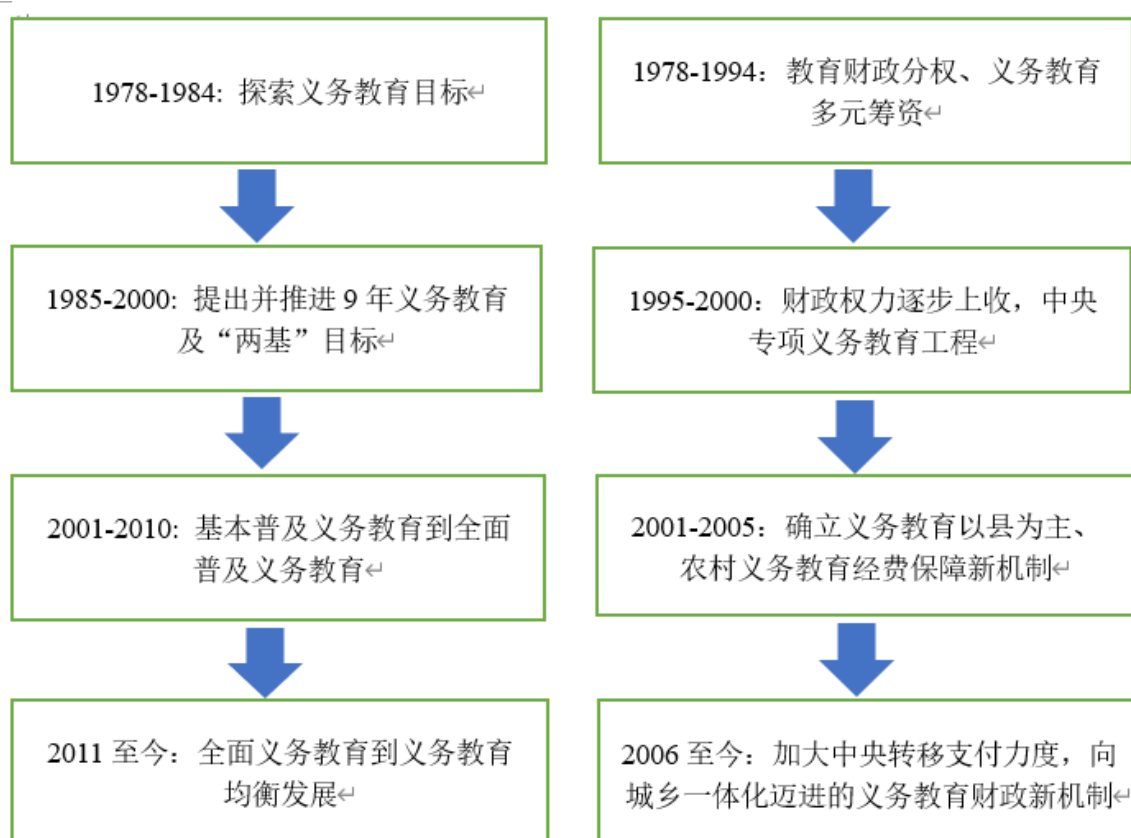 1978-1984: 探索义务教育目标↵
1985-2000: 提出并推进 9 年义务教育
及“两基”目标↵
2001-2010: 基本普及义务教育到全面
普及义务教育↵
2011 至今：全面义务教育到义务教育
均衡发展↵
1978-1994：教育财政分权、义务教育
多元筹资↵
1995-2000：财政权力逐步上收，中央
专项义务教育工程↵
2001-2005：确立义务教育以县为主、
农村义务教育经费保障新机制↵
2006 至今：加大中央转移支付力度，向
城乡一体化迈进的义务教育财政新机制↵